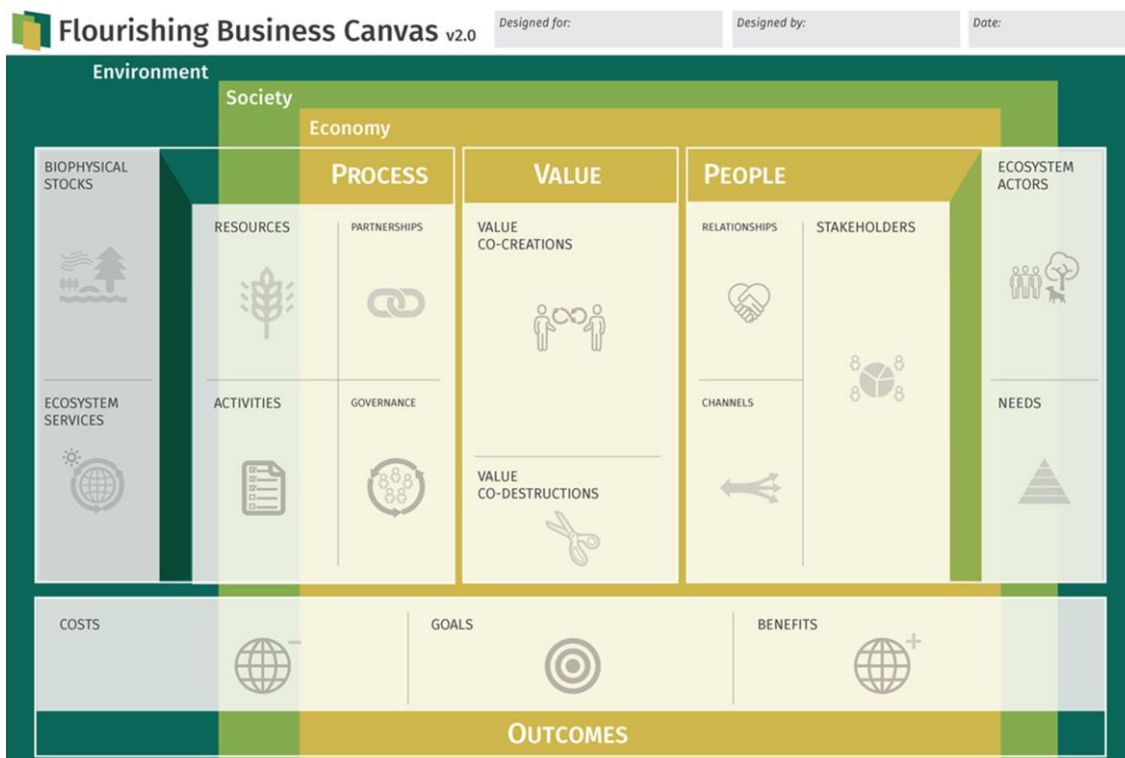 Flourishing Business Canvas v2.0
Designed for:
Designed by:
Date:
Environment
Society
Economy
BIOPHYSICAL
STOCKS
PROCESS
VALUE
PEOPLE
ECOSYSTEM
ACTORS
RESOURCES
PARTNERSHIPS
VALUE
CO-CREATIONS
RELATIONSHIPS
STAKEHOLDERS
ECOSYSTEM
SERVICES
ACTIVITIES
GOVERNANCE
VALUE
CO-DESTRUCTIONS
CHANNELS
NEEDS
COSTS
GOALS
BENEFITS
OUTCOMES